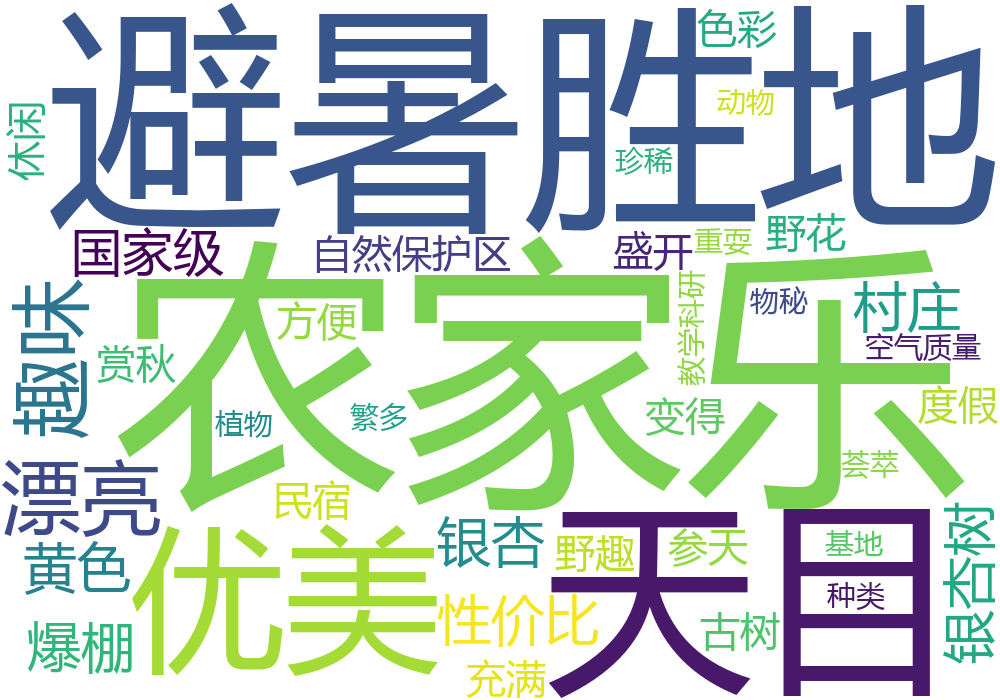 避暑胜地
色彩
动物
休闲
珍稀
国家级
自然保护区
盛开
重要
野花
农家乐
趣味
方便
教学科研
物秘
村庄
空气质量
赏秋
植物
繁多
变得
度假
荟萃
漂亮
民宿
优美
银杏
天目
野趣
参天
基地
种类
银杏树
黄色
性价比
古树
爆棚
充满